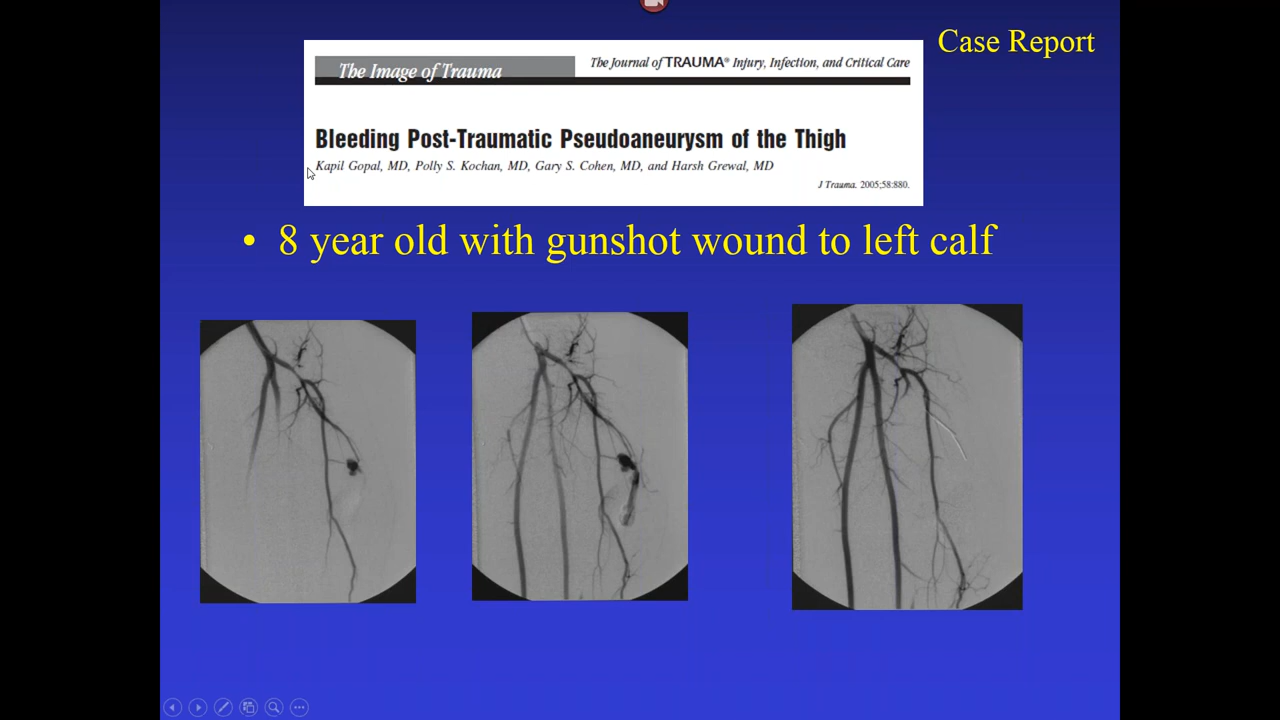 Case Report
The Image of Trauma
The Journal of TRAUMA® Injury, Infection, and Critical Care
Bleeding Post-Traumatic Pseudoaneurysm of the Thigh
Kapil Gopal, MD, Polly S. Kochan, MD, Gary S. Cohen, MD, and Harsh Grewal, MD
J Trauma. 2005;58:880.
• 8 year old with gunshot wound to left calf